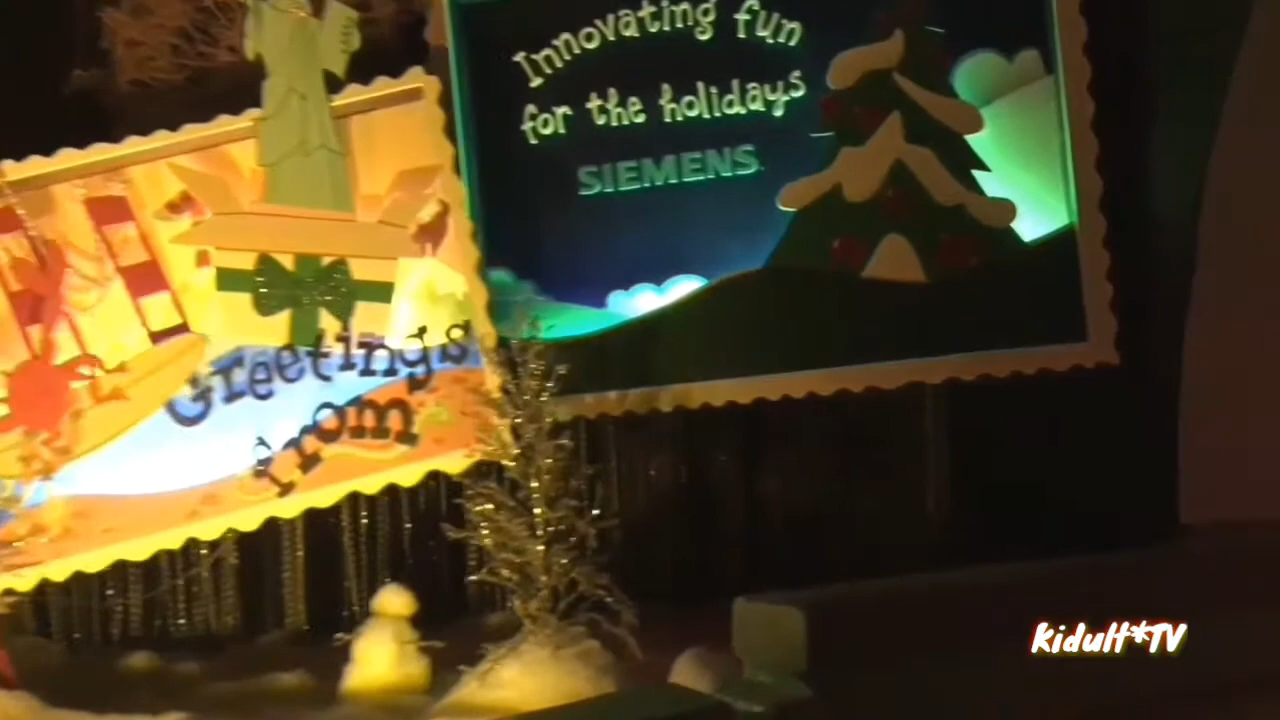 Innovating fun
for the holidays
SIEMENS
Greetings
from
Kidult*TV